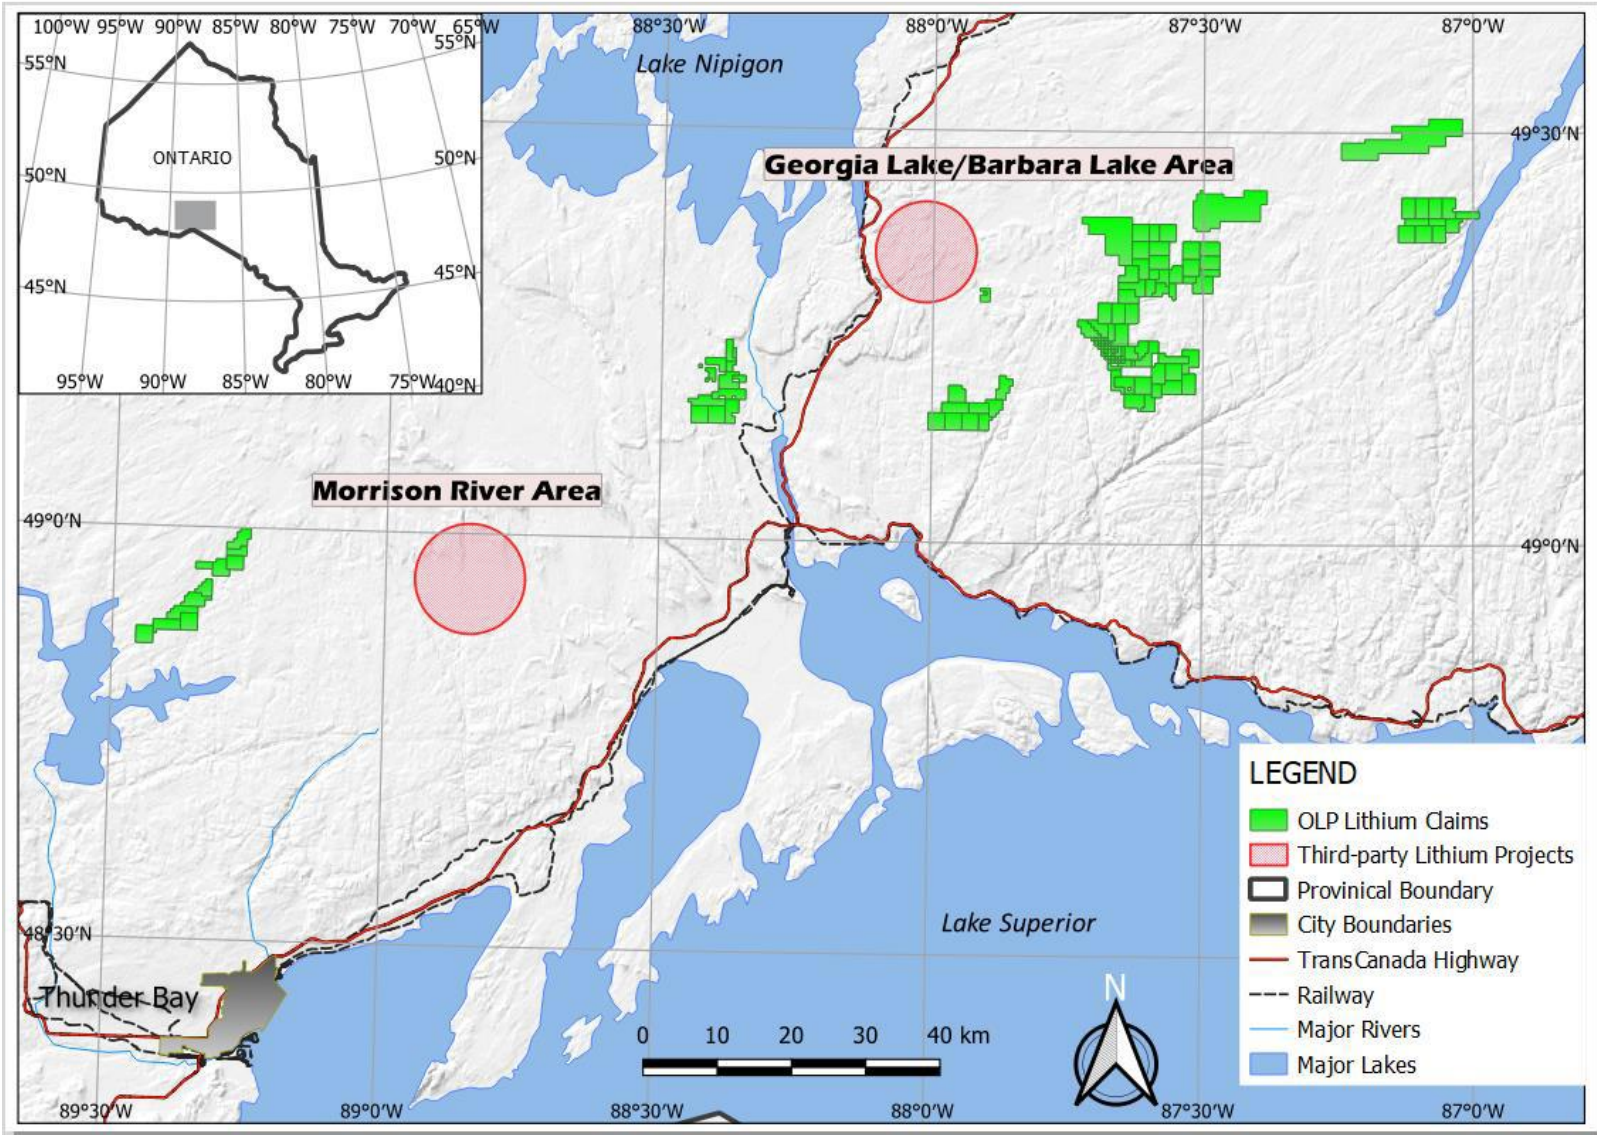 100°W 95°W 90°W 85°W 80°W 75°W 70°W 65°W
55°N
55°N
ONTARIO
50°N
50°N
45°N
45°N
40°N
95°W 90°W 85°W 80°W 75°W
88°30'W 88°0'W 87°30'W 87°0'W
Lake Nipigon
49°30'N
Georgia Lake/Barbara Lake Area
Morrison River Area
49°0'N
49°0'N
LEGEND
OLP Lithium Claims
Third-party Lithium Projects
Provinical Boundary
City Boundaries
TransCanada Highway
Railway
Major Rivers
Major Lakes
Lake Superior
48°30'N
Thunder Bay
N
0 10 20 30 40 km
89°30'W 89°0'W 88°30'W 88°0'W 87°30'W 87°0'W